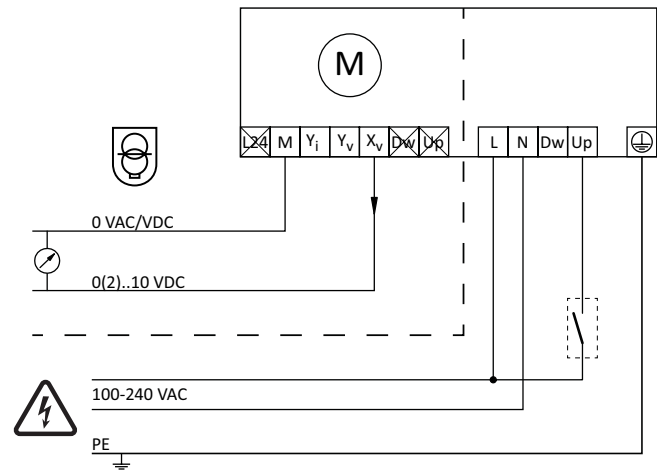 M
L24 M Yi Yv Xv Dw Up L N Dw Up
0 VAC/VDC
0(2)..10 VDC
100-240 VAC
PE